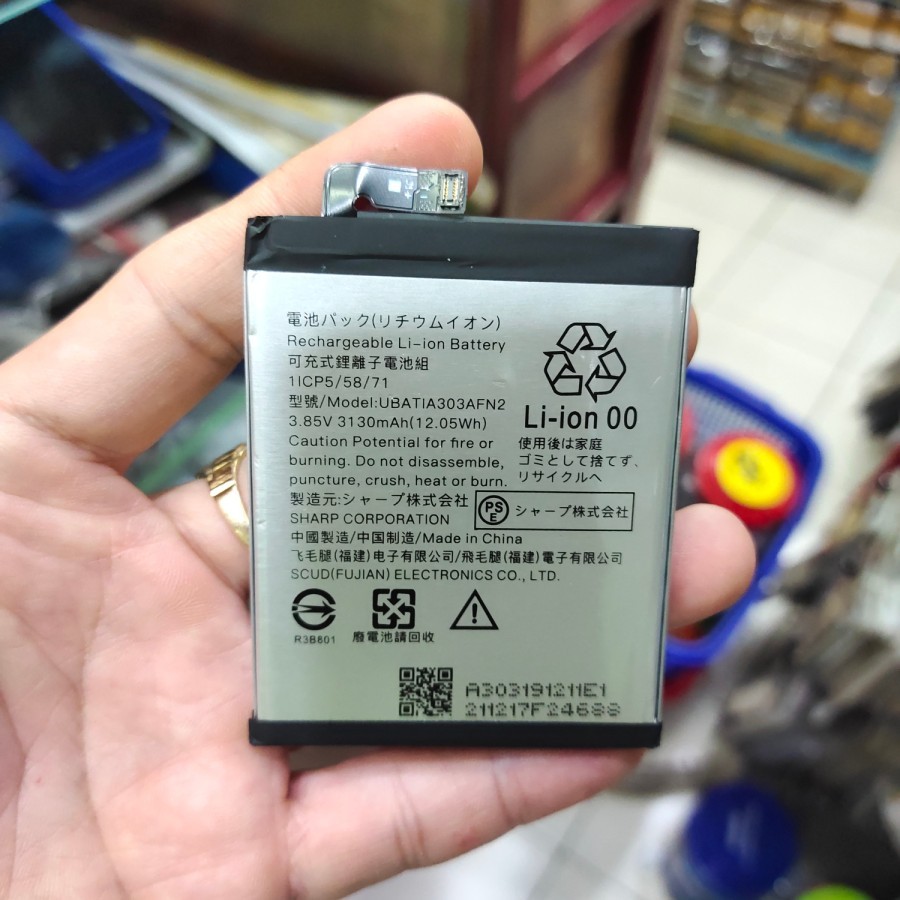 電池パック(リチウムイオン)
Rechargeable Li-ion Battery
可充式鋰離子電池組
1ICP5/58/71
型號/Model:UBATIA303AFN2
3.85V 3130mAh(12.05Wh)
Caution Potential for fire or
burning. Do not disassemble,
puncture, crush, heat or burn.
Li-ion 00
使用後は家庭
ゴミとして捨てず、
リサイクルへ
製造元:シャープ株式会社
SHARP CORPORATION
PS
E
シャープ株式会社
中國製造/中国制造/Made in China
飞毛腿(福建)电子有限公司/飛毛腿(福建)電子有限公司
SCUD(FUJIAN) ELECTRONICS CO., LTD.
R3B801
廢電池請回收
A303191211E1
211217F24688